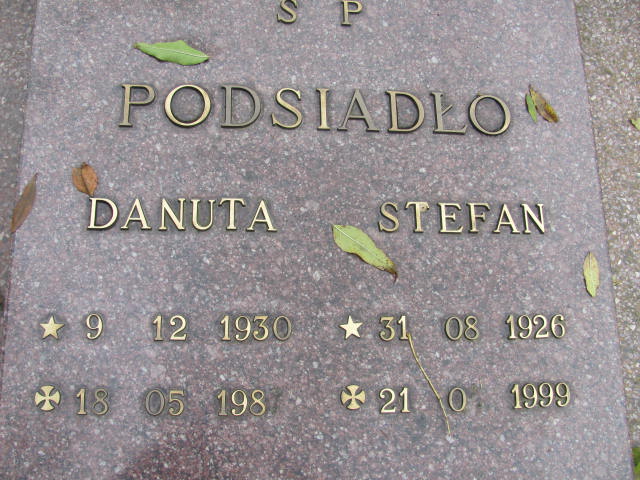 S P
PODSIADŁO
DANUTA STEFAN
9 12 1930 31 08 1926
18 05 21 1999